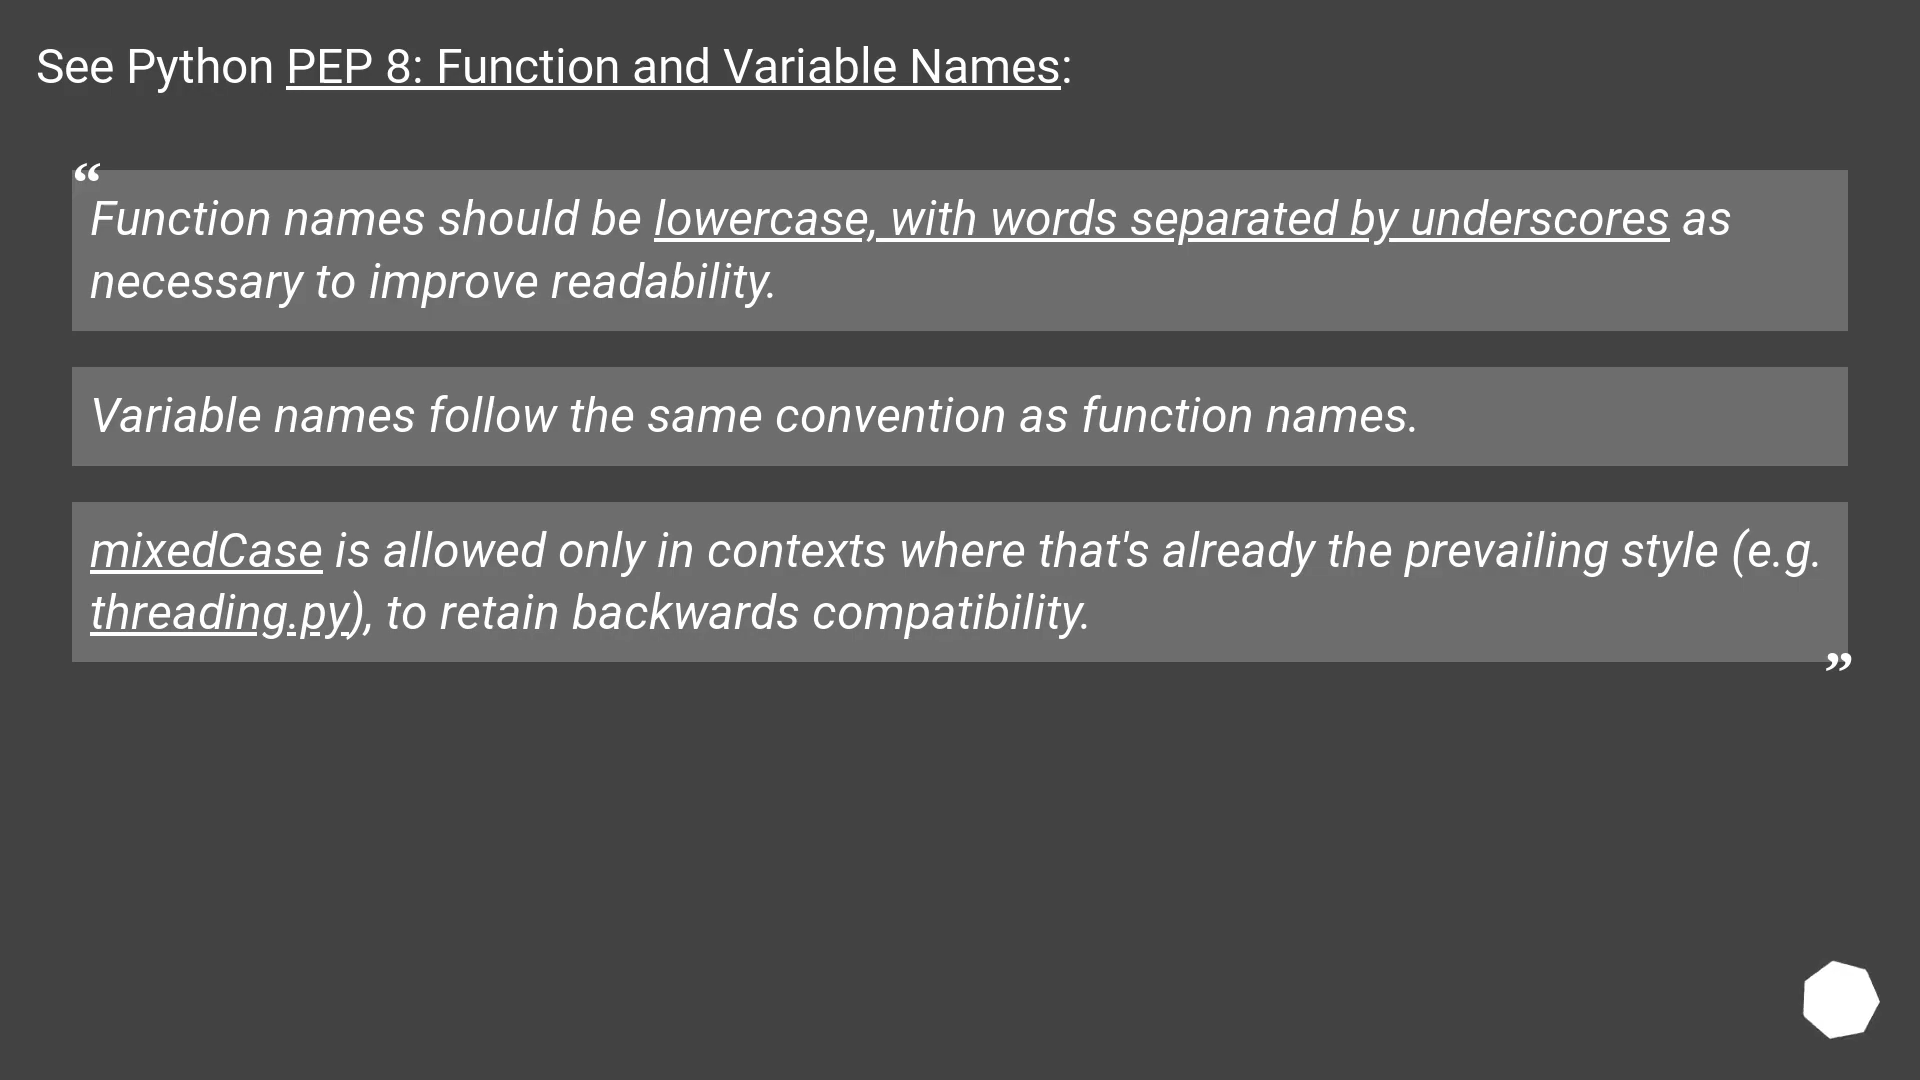 See Python PEP 8: Function and Variable Names:
“
Function names should be lowercase, with words separated by underscores as
necessary to improve readability.
Variable names follow the same convention as function names.
mixedCase is allowed only in contexts where that's already the prevailing style (e.g.
threading.py), to retain backwards compatibility.
”